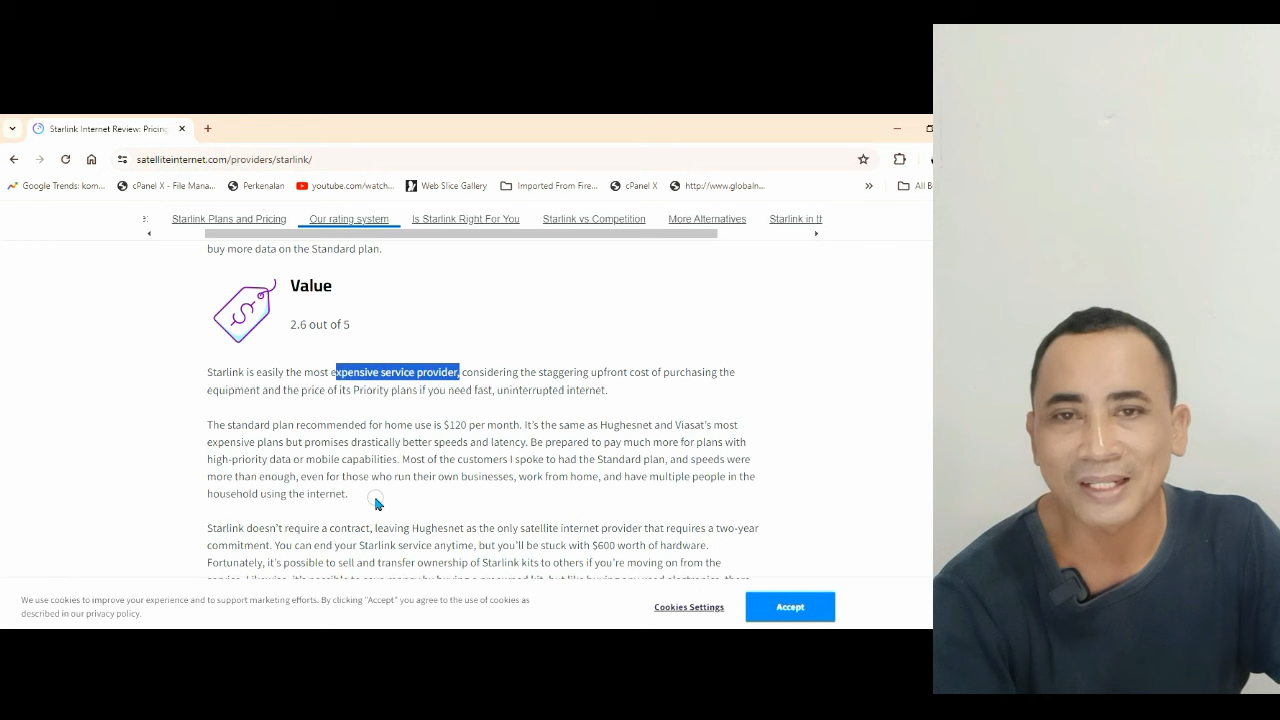 Starlink Internet Review: Pricing
satelliteinternet.com/providers/starlink/
Google Trends: kom...
cPanel X - File Mana...
Perkenalan
youtube.com/watch...
Web Slice Gallery
Imported From Fire...
cPanel X
http://www.globaln...
»
All B
Starlink Plans and Pricing
Our rating system
Is Starlink Right For You
Starlink vs Competition
More Alternatives
Starlink in th
buy more data on the Standard plan.
Value
2.6 out of 5
Starlink is easily the most expensive service provider, considering the staggering upfront cost of purchasing the
equipment and the price of its Priority plans if you need fast, uninterrupted internet.
The standard plan recommended for home use is $120 per month. It's the same as Hughesnet and Viasat's most
expensive plans but promises drastically better speeds and latency. Be prepared to pay much more for plans with
high-priority data or mobile capabilities. Most of the customers I spoke to had the Standard plan, and speeds were
more than enough, even for those who run their own businesses, work from home, and have multiple people in the
household using the internet.
Starlink doesn't require a contract, leaving Hughesnet as the only satellite internet provider that requires a two-year
commitment. You can end your Starlink service anytime, but you'll be stuck with $600 worth of hardware.
Fortunately, it's possible to sell and transfer ownership of Starlink kits to others if you're moving on from the
We use cookies to improve your experience and to support marketing efforts. By clicking "Accept" you agree to the use of cookies as
described in our privacy policy.
Cookies Settings
Accept